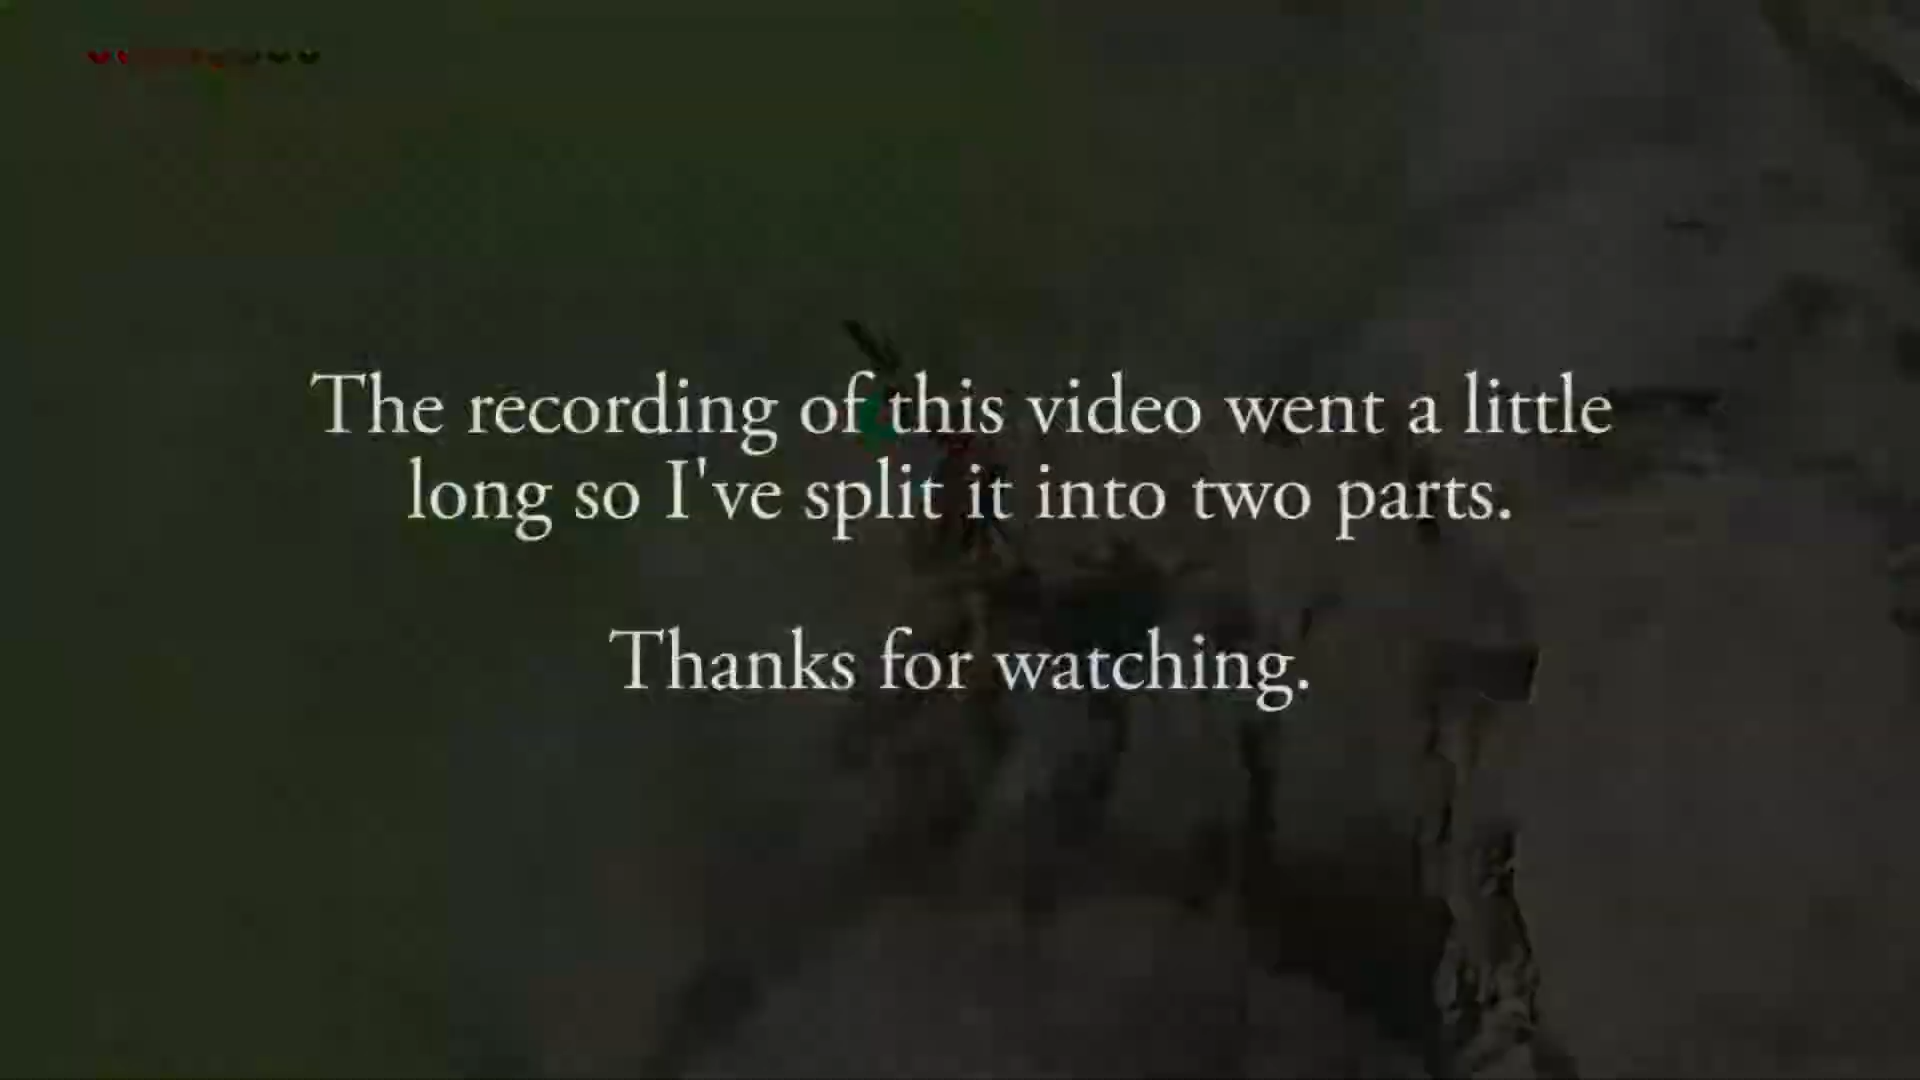 The recording of this video went a little
long so I've split it into two parts.
Thanks for watching.